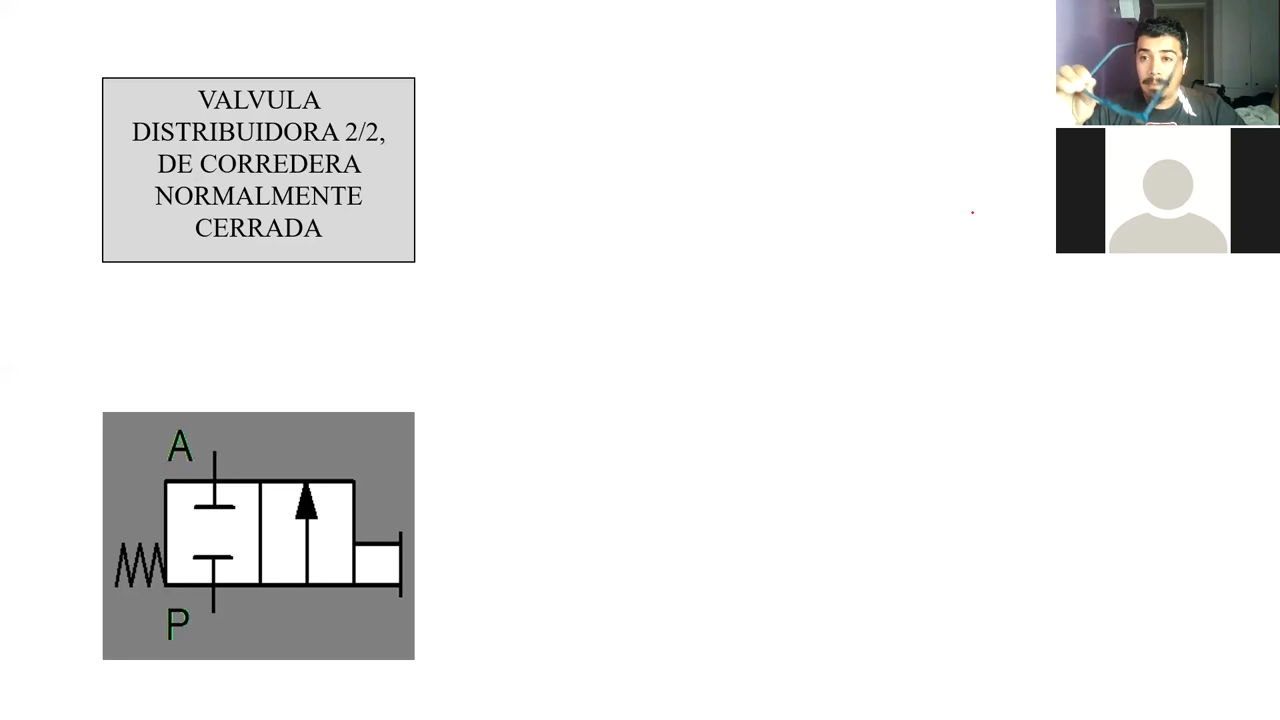 VALVULA
DISTRIBUIDORA 2/2,
DE CORREDERA
NORMALMENTE
CERRADA
A
P